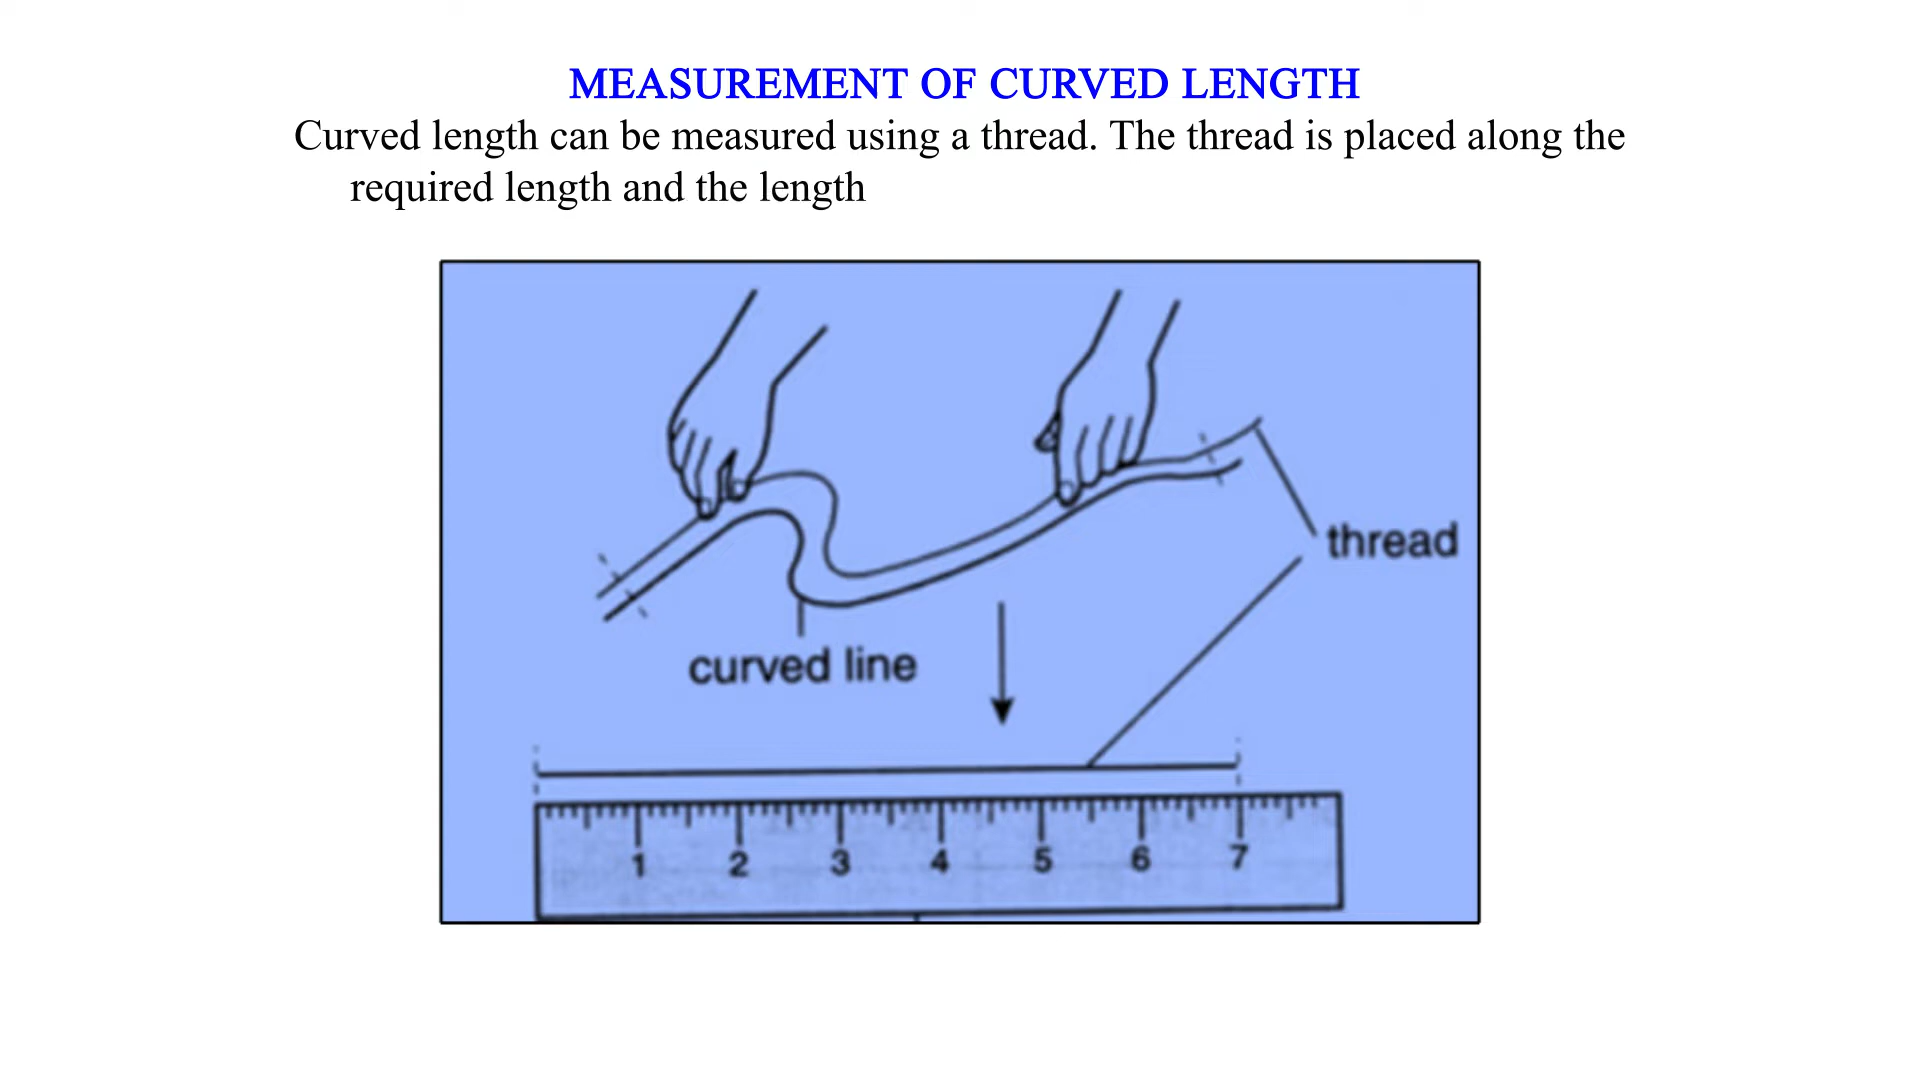 MEASUREMENT OF CURVED LENGTH
Curved length can be measured using a thread. The thread is placed along the
required length and the length
thread
curved line
1 2 3 4 5 6 7